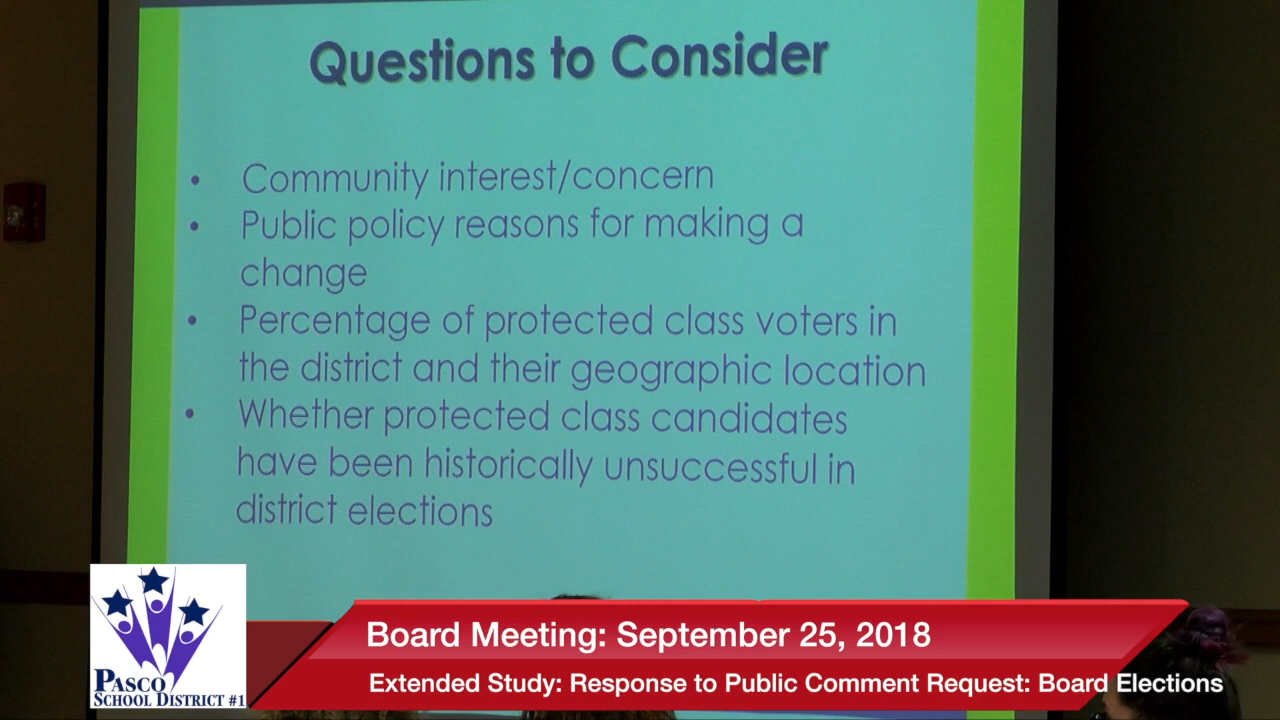 Questions to Consider
• Community interest/concern
• Public policy reasons for making a
change
• Percentage of protected class voters in
the district and their geographic location
• Whether protected class candidates
have been historically unsuccessful in
district elections
PASCO
SCHOOL DISTRICT #1
Board Meeting: September 25, 2018
Extended Study: Response to Public Comment Request: Board Elections